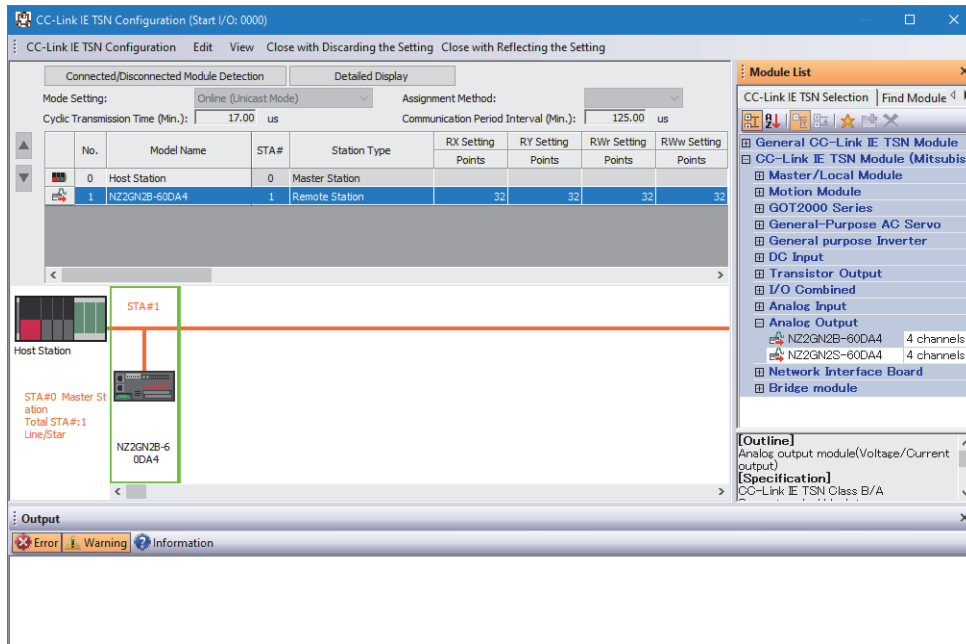 CC-Link IE TSN Configuration (Start I/O: 0000)
CC-Link IE TSN Configuration Edit View Close with Discarding the Setting Close with Reflecting the Setting
Connected/Disconnected Module Detection Detailed Display
Mode Setting: Online (Unicast Mode) Assignment Method:
Cyclic Transmission Time (Min.): 17.00 us Communication Period Interval (Min.): 125.00 us
No. Model Name STA# Station Type RX Setting RY Setting RWr Setting RWw Setting
Points Points Points Points
0 Host Station 0 Master Station
1 NZ2GN2B-60DA4 1 Remote Station 32 32 32 32
STA#1
Host Station
STA#0 Master St
ation
Total STA#:1
Line/Star
NZ2GN2B-6
0DA4
Module List
CC-Link IE TSN Selection Find Module
General CC-Link IE TSN Module
CC-Link IE TSN Module (Mitsubis
Master/Local Module
Motion Module
GOT2000 Series
General-Purpose AC Servo
General purpose Inverter
DC Input
Transistor Output
I/O Combined
Analog Input
Analog Output
NZ2GN2B-60DA4 4 channels
NZ2GN2S-60DA4 4 channels
Network Interface Board
Bridge module
[Outline]
Analog output module(Voltage/Current
output)
[Specification]
CC-Link IE TSN Class B/A
Output
Error Warning Information